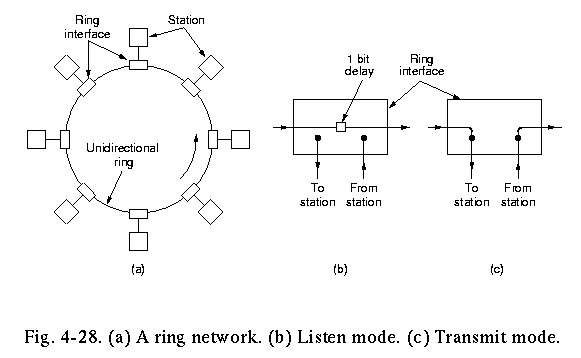 Ring
interface
Station
Unidirectional
ring
(a)
1 bit
delay
Ring
interface
To
station
From
station
(b)
To
station
From
station
(c)
Fig. 4-28. (a) A ring network. (b) Listen mode. (c) Transmit mode.